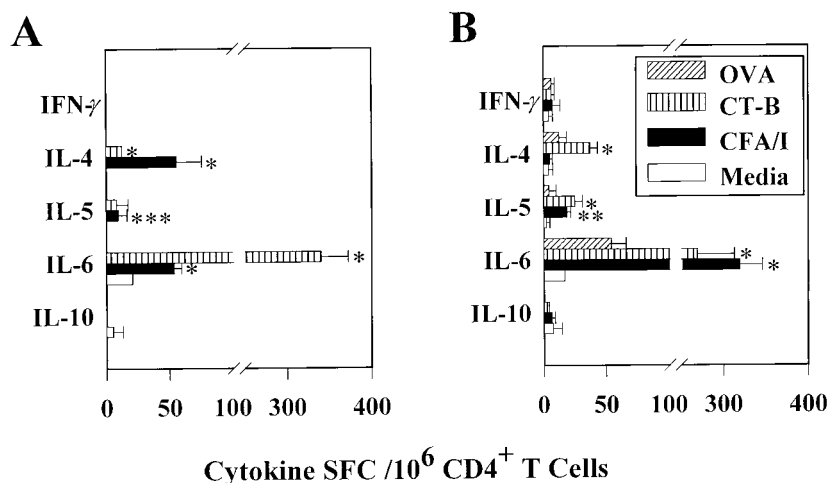 A
IFN-γ
IL-4
*
*
IL-5
***
IL-6
*
*
IL-10
0 50 100 300 400
B
OVA
CT-B
CFA/I
Media
IFN-γ
IL-4
*
IL-5
*
**
IL-6
*
*
IL-10
0 50 100 300 400
Cytokine SFC /10⁶ CD4⁺ T Cells